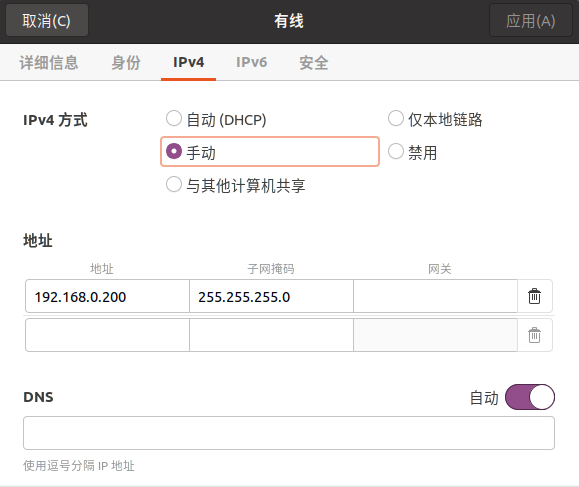 取消(C) 有线 应用(A)
详细信息 身份 IPv4 IPv6 安全
IPv4 方式 自动 (DHCP) 仅本地链路
手动 禁用
与其他计算机共享
地址
地址 子网掩码 网关
192.168.0.200 255.255.255.0
DNS 自动
使用逗号分隔 IP 地址